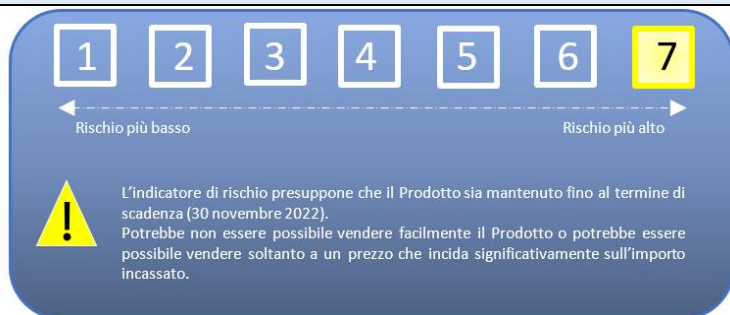 1 2 3 4 5 6 7
Rischio più basso Rischio più alto
!
L'indicatore di rischio presuppone che il Prodotto sia mantenuto fino al termine di
scadenza (30 novembre 2022).
Potrebbe non essere possibile vendere facilmente il Prodotto o potrebbe essere
possibile vendere soltanto a un prezzo che incida significativamente sull'importo
incassato.